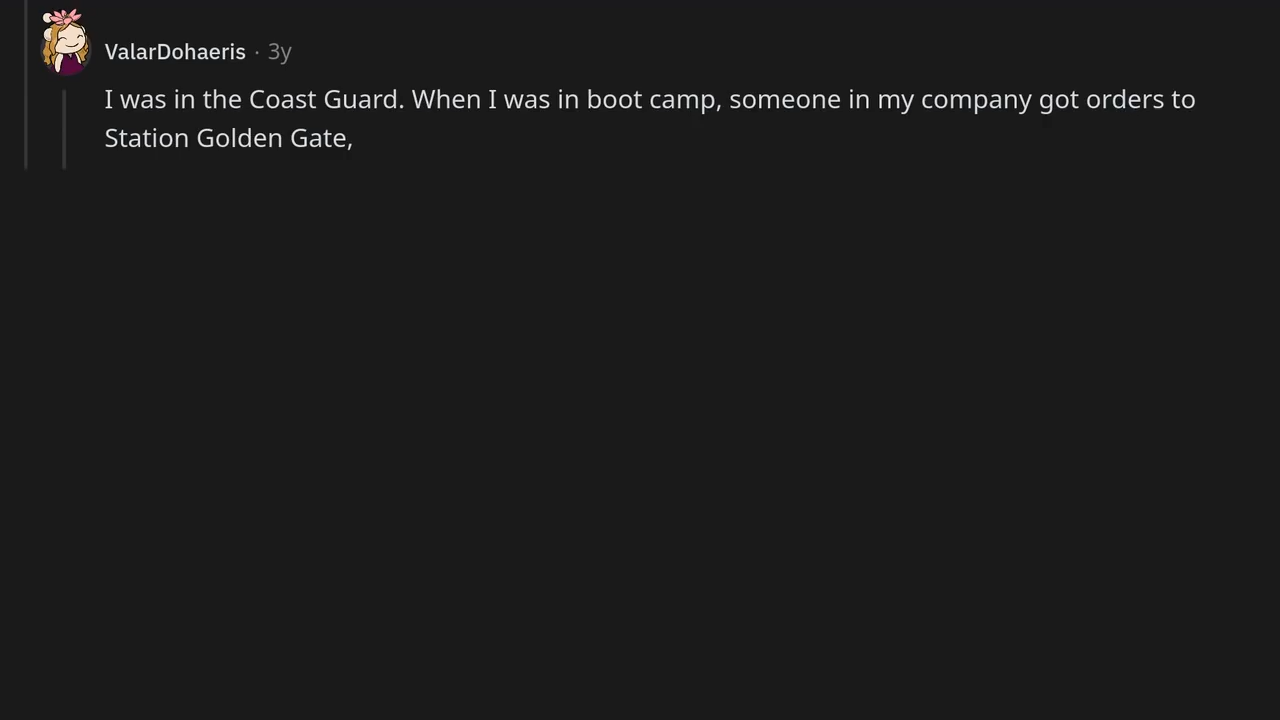 ValarDohaeris · 3y
I was in the Coast Guard. When I was in boot camp, someone in my company got orders to
Station Golden Gate,